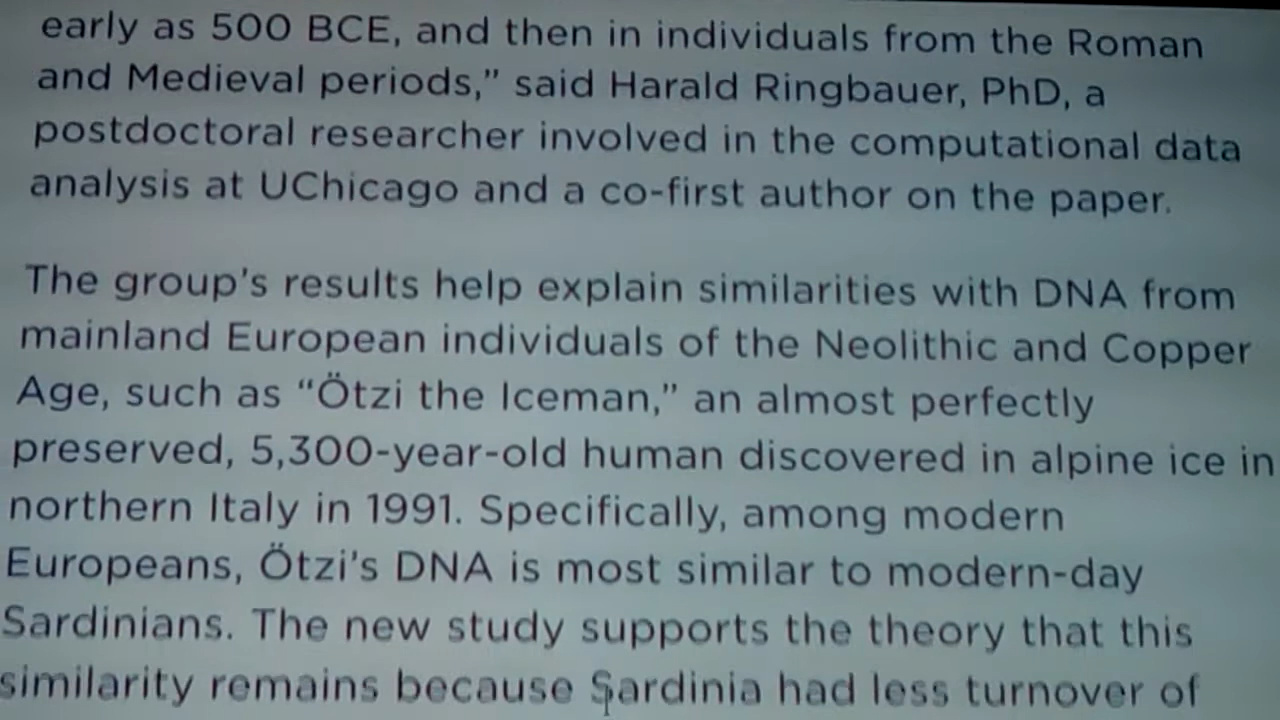 early as 500 BCE, and then in individuals from the Roman
and Medieval periods,” said Harald Ringbauer, PhD, a
postdoctoral researcher involved in the computational data
analysis at UChicago and a co-first author on the paper.
The group’s results help explain similarities with DNA from
mainland European individuals of the Neolithic and Copper
Age, such as “Ötzi the Iceman,” an almost perfectly
preserved, 5,300-year-old human discovered in alpine ice in
northern Italy in 1991. Specifically, among modern
Europeans, Ötzi’s DNA is most similar to modern-day
Sardinians. The new study supports the theory that this
similarity remains because Sardinia had less turnover of